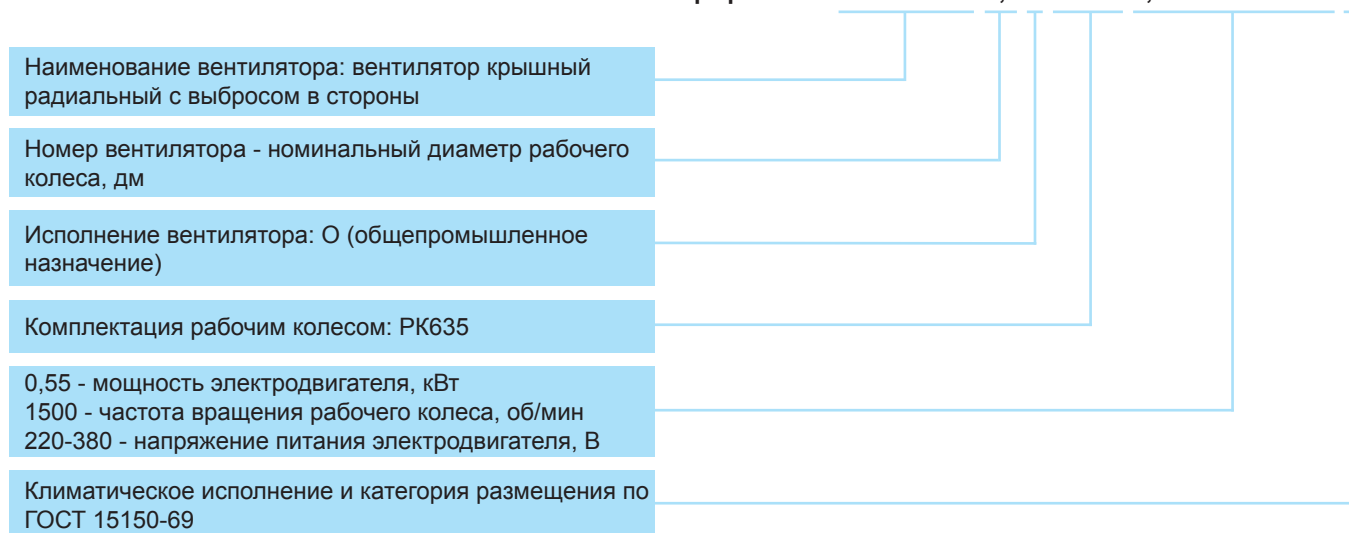 Наименование вентилятора: вентилятор крышный
радиальный с выбросом в стороны
Номер вентилятора - номинальный диаметр рабочего
колеса, дм
Исполнение вентилятора: О (общепромышленное
назначение)
Комплектация рабочим колесом: РК635
0,55 - мощность электродвигателя, кВт
1500 - частота вращения рабочего колеса, об/мин
220-380 - напряжение питания электродвигателя, В
Климатическое исполнение и категория размещения по
ГОСТ 15150-69